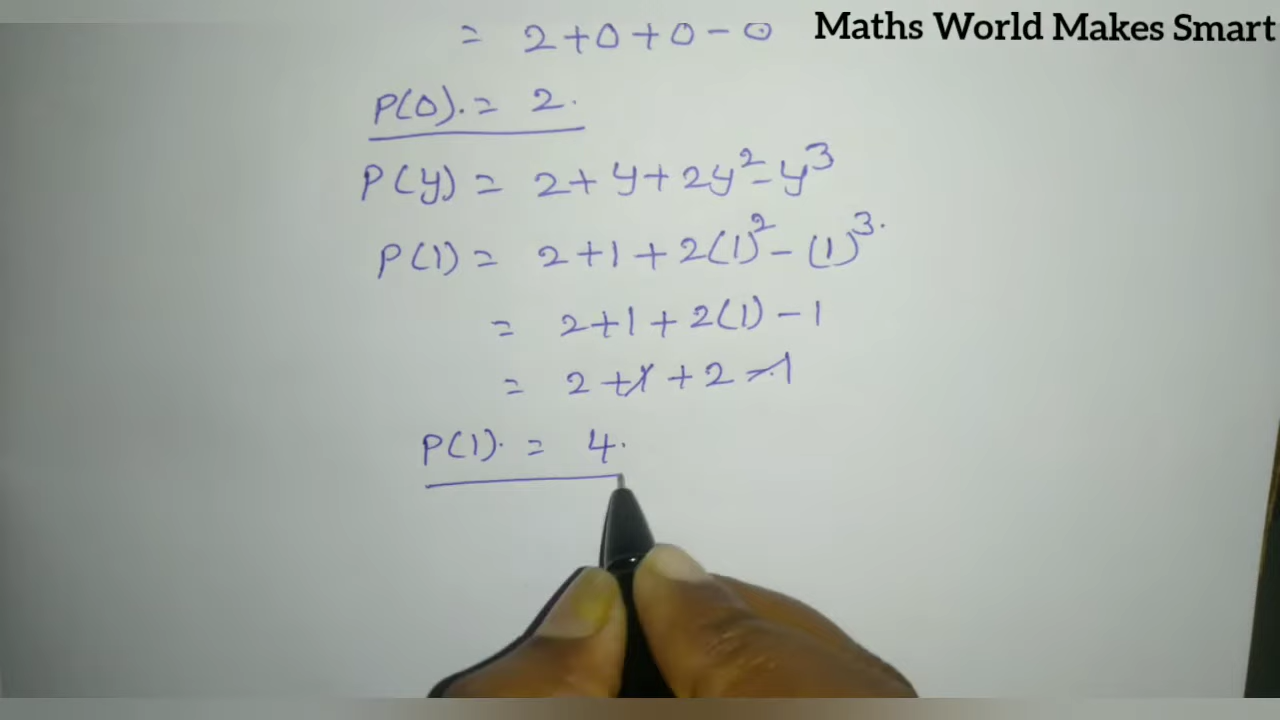 Maths World Makes Smart
= 2+0+0-0
P(0).= 2.
P(y) = 2+y+2y²-y³
P(1) = 2+1+2(1)²-(1)³.
= 2+1+2(1)-1
= 2+1+2-1
P(1). = 4.